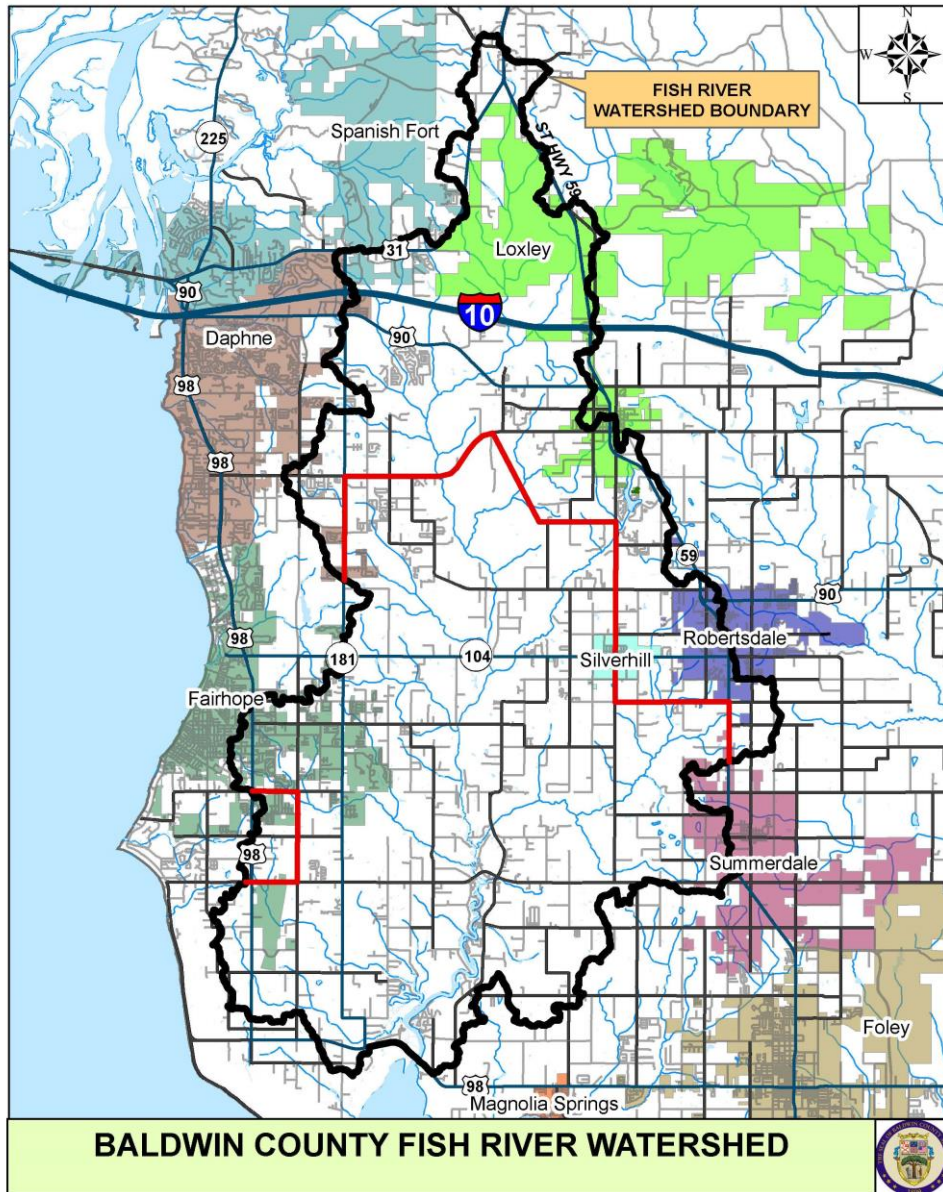 N
W
E
S
FISH RIVER
WATERSHED BOUNDARY
Spanish Fort
225
ST HWY 59
31
Loxley
90
10
Daphne
90
98
98
59
90
98
Robertsdale
181
104
Silverhill
Fairhope
98
Summerdale
Foley
98
Magnolia Springs
BALDWIN COUNTY FISH RIVER WATERSHED